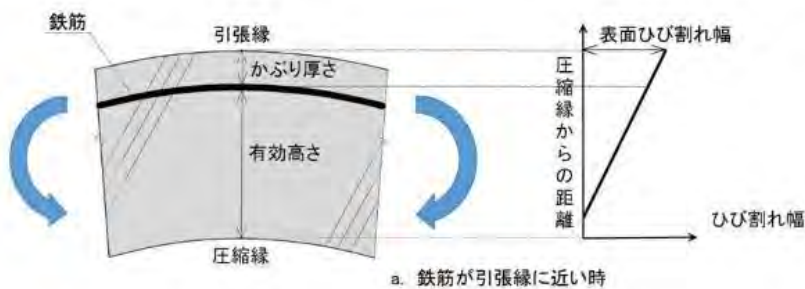 鉄筋
引張縁
かぶり厚さ
有効高さ
圧縮縁
表面ひび割れ幅
圧縮縁からの距離
ひび割れ幅
a. 鉄筋が引張縁に近い時